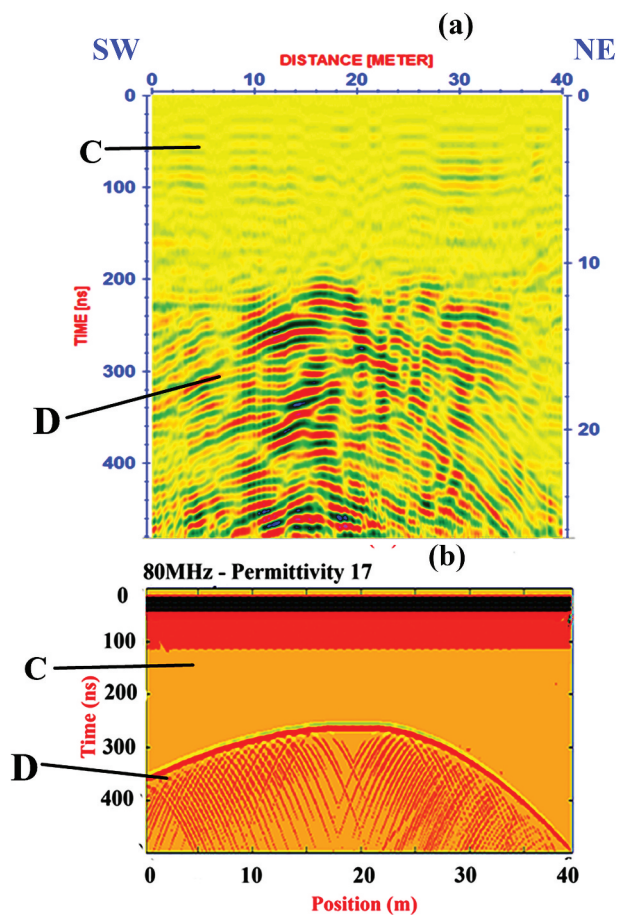 (a)
SW NE
DISTANCE [METER]
0 10 20 30 40
0 0
C
100
10
200
TIME [ns]
300
D
20
400
(b)
80MHz - Permittivity 17
0
100
C
200
Time (ns)
300
D
400
0 10 20 30 40
Position (m)